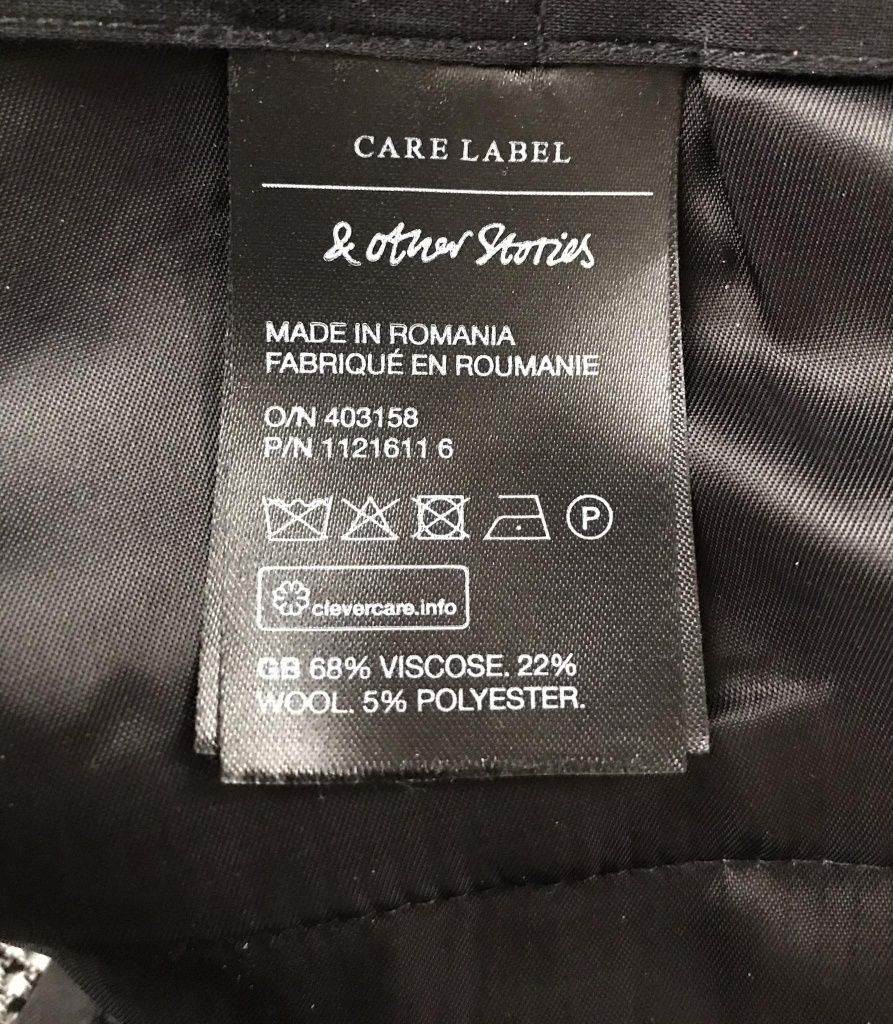 CARE LABEL
& other Stories
MADE IN ROMANIA
FABRIQUÉ EN ROUMANIE
O/N 403158
P/N 1121611 6
P
clevercare.info
GB 68% VISCOSE. 22%
WOOL. 5% POLYESTER.